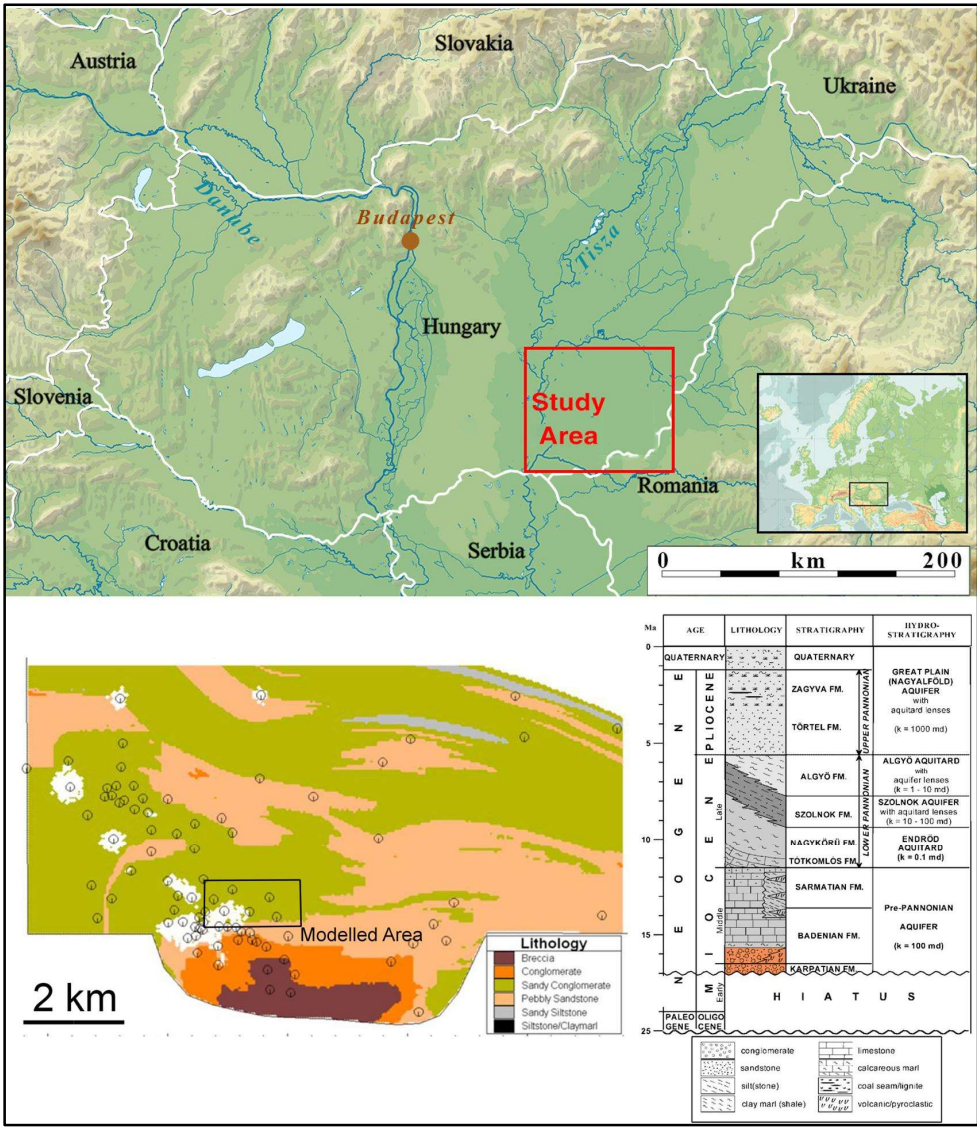 Austria
Slovakia
Ukraine
Danube
Budapest
Tisza
Hungary
Slovenia
Study
Area
Romania
Croatia
Serbia
0 km 200
Modelled Area
2 km
Lithology
Breccia
Conglomerate
Sandy Conglomerate
Pebbly Sandstone
Sandy Siltstone
Siltstone/Claymarl
Ma
AGE
LITHOLOGY
STRATIGRAPHY
HYDRO-
STRATIGRAPHY
0
5
10
15
25
QUATERNARY
NEOGENE
PLIOCENE
MIOCENE
Late
Middle
Early
PALEO
GENE
OLIGO
CENE
QUATERNARY
ZAGYVA FM.
TÖRTEL FM.
ALGYŐ FM.
SZOLNOK FM.
NAGYKÖRÜ FM.
TÓTKOMLÓS FM.
SARMATIAN FM.
BADENIAN FM.
KARPATIAN FM.
HIATUS
UPPER PANNONIAN
LOWER PANNONIAN
GREAT PLAIN
(NAGYALFÖLD)
AQUIFER
with
aquitard lenses
(k = 1000 md)
ALGYŐ AQUITARD
with
aquifer lenses
(k = 1 - 10 md)
SZOLNOK AQUIFER
with aquitard lenses
(k = 10 - 100 md)
ENDRŐD
AQUITARD
(k = 0.1 md)
Pre-PANNONIAN
AQUIFER
(k = 100 md)
conglomerate
sandstone
silt(stone)
clay marl (shale)
limestone
calcareous marl
coal seam/lignite
volcanic/pyroclastic